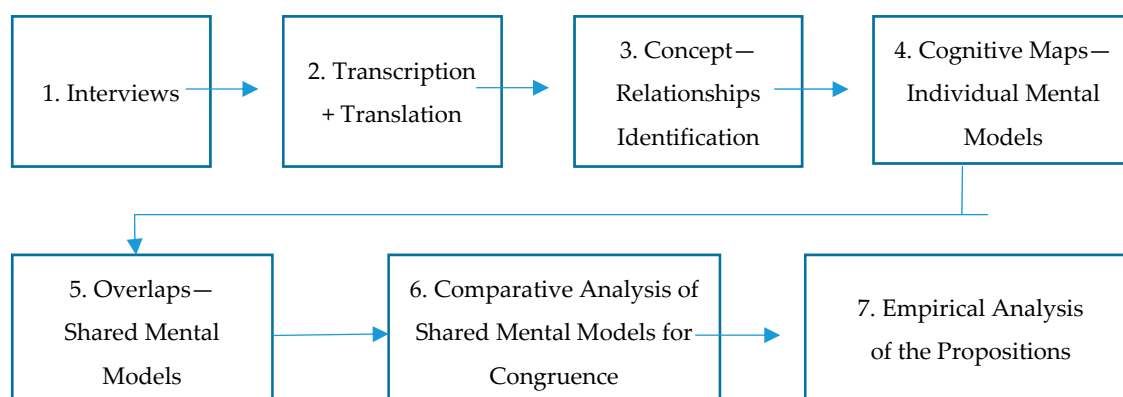 1. Interviews
2. Transcription
+ Translation
3. Concept—
Relationships
Identification
4. Cognitive Maps—
Individual Mental
Models
5. Overlaps—
Shared Mental
Models
6. Comparative Analysis of
Shared Mental Models for
Congruence
7. Empirical Analysis
of the Propositions